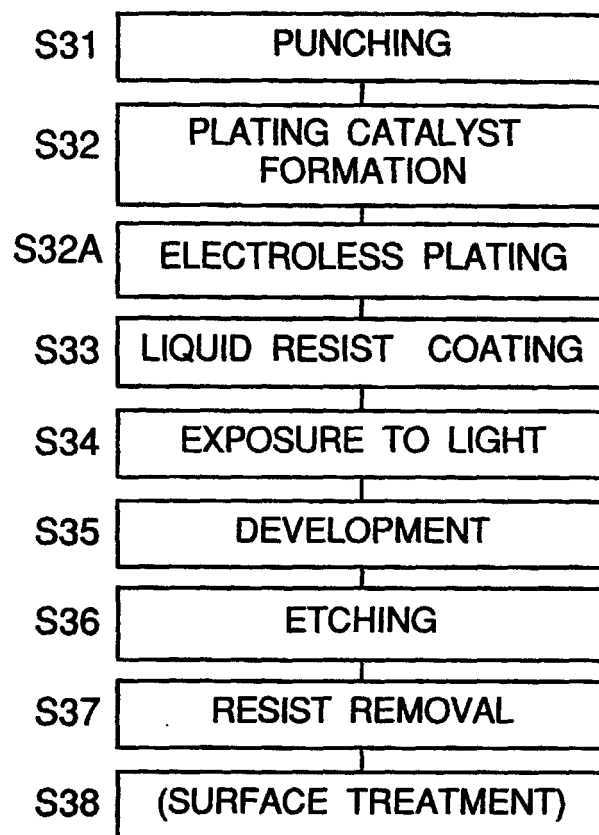 S31 PUNCHING
S32 PLATING CATALYST
FORMATION
S32A ELECTROLESS PLATING
S33 LIQUID RESIST COATING
S34 EXPOSURE TO LIGHT
S35 DEVELOPMENT
S36 ETCHING
S37 RESIST REMOVAL
S38 (SURFACE TREATMENT)